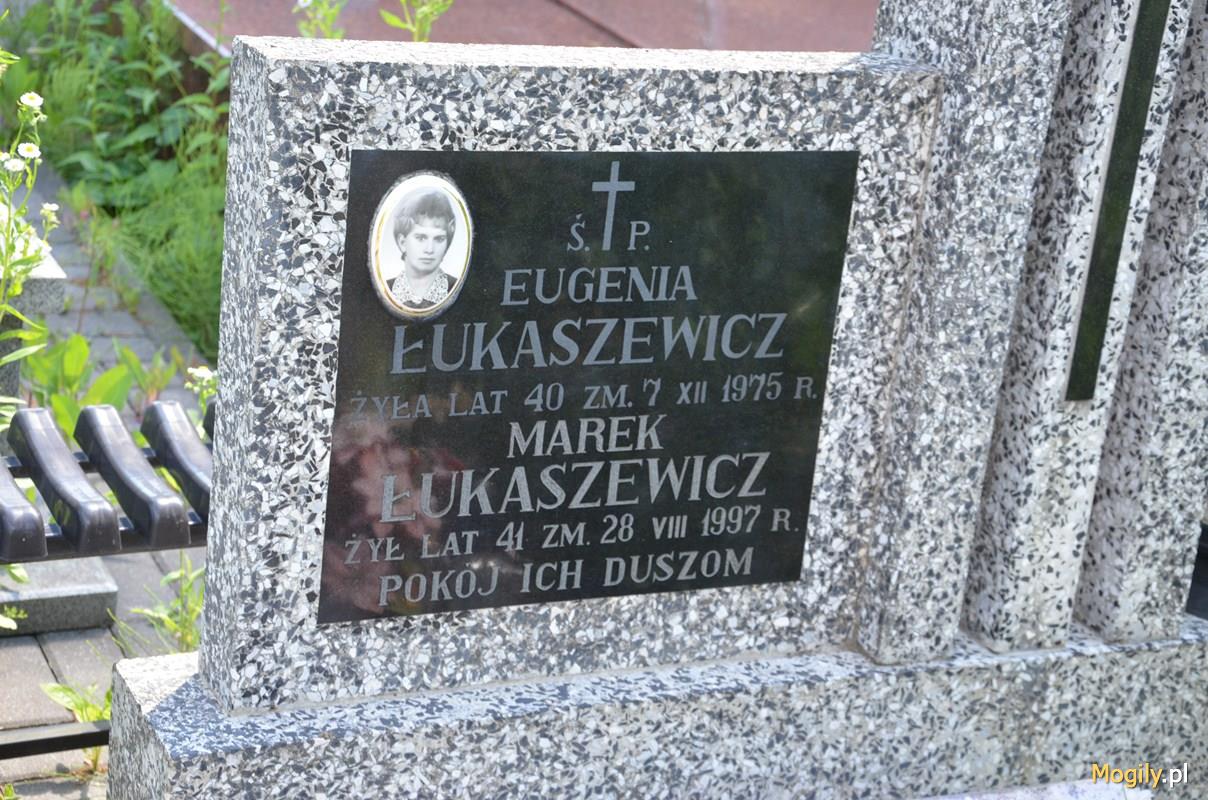 Ś. P.
EUGENIA
ŁUKASZEWICZ
ŻYŁA LAT 40 ZM. 7 XII 1975 R.
MAREK
ŁUKASZEWICZ
ŻYŁ LAT 41 ZM. 28 VIII 1997 R.
POKÓJ ICH DUSZOM
Mogily.pl